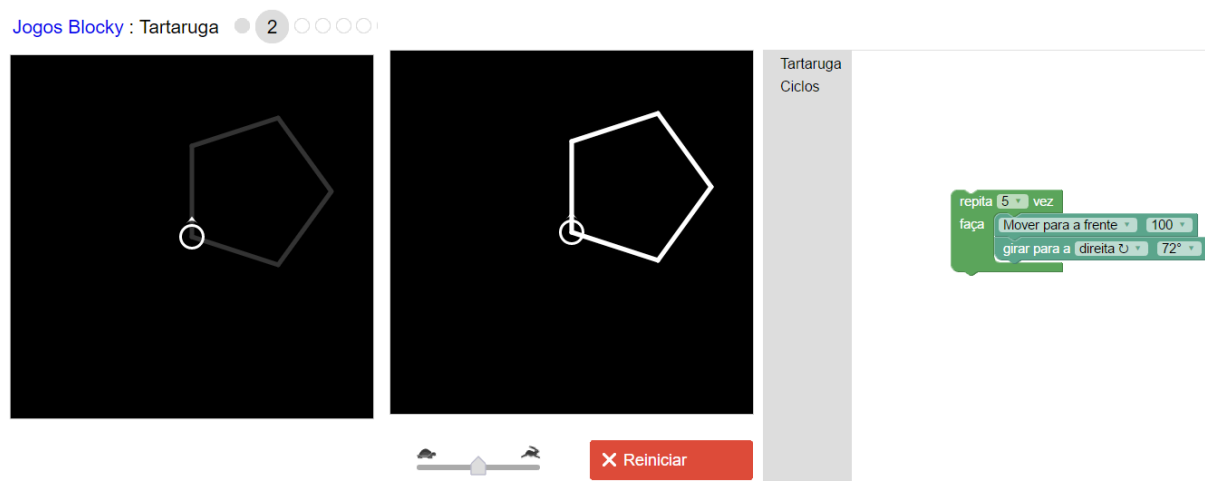 Jogos Blocky : Tartaruga 2
Tartaruga
Ciclos
repita 5 vez
faça Mover para a frente 100
girar para a direita ↻ 72°
Reiniciar